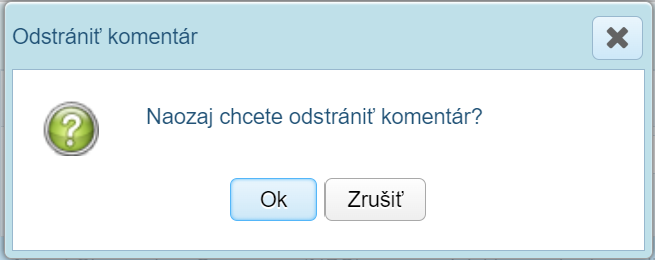 Odstrániť komentár
Naozaj chcete odstrániť komentár?
Ok
Zrušiť